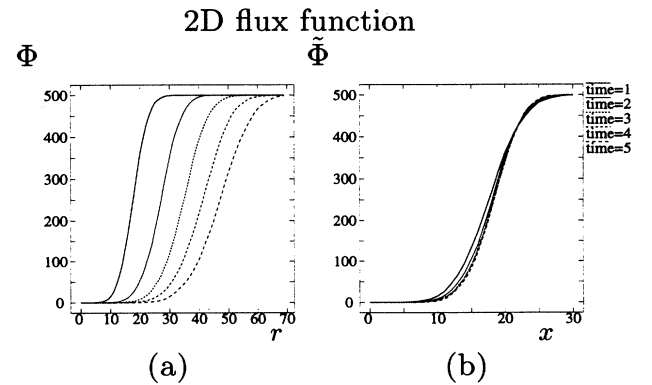 2D flux function
Φ
Φ̃
500
400
300
200
100
0
0 10 20 30 40 50 60 70
r
500
400
300
200
100
0
0 10 20 30
x
time=1
time=2
time=3
time=4
time=5
(a)
(b)